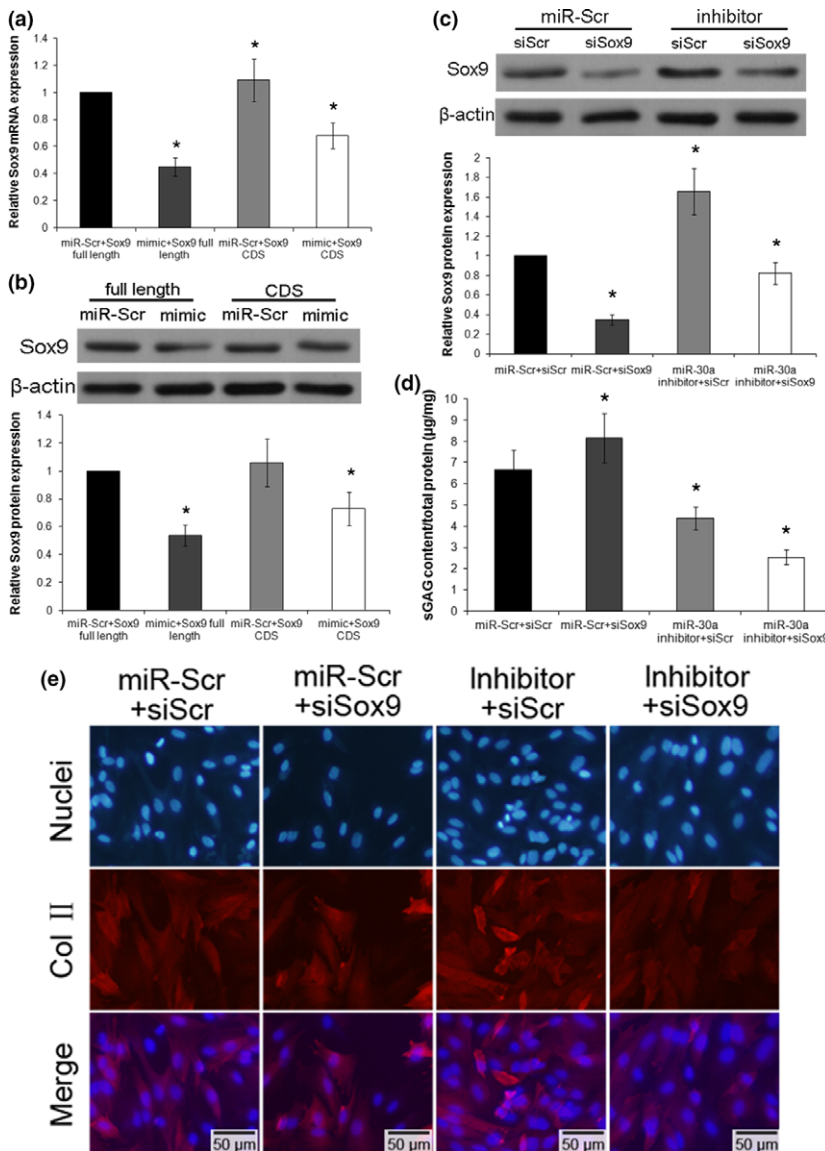 (a)
Relative Sox9 mRNA expression
1.4
1.2
1
0.8
0.6
0.4
0.2
0
*
*
*
miR-Scr+Sox9 full length
mimic+Sox9 full length
miR-Scr+Sox9 CDS
mimic+Sox9 CDS
(b)
full length
CDS
miR-Scr
mimic
miR-Scr
mimic
Sox9
β-actin
Relative Sox9 protein expression
1.4
1.2
1
0.8
0.6
0.4
0.2
0
*
*
miR-Scr+Sox9 full length
mimic+Sox9 full length
miR-Scr+Sox9 CDS
mimic+Sox9 CDS
(c)
miR-Scr
inhibitor
siScr
siSox9
siScr
siSox9
Sox9
β-actin
Relative Sox9 protein expression
2
1.8
1.6
1.4
1.2
1
0.8
0.6
0.4
0.2
0
*
*
*
miR-Scr+siScr
miR-Scr+siSox9
miR-30a inhibitor+siScr
miR-30a inhibitor+siSox9
(d)
sGAG content/total protein (µg/mg)
10
9
8
7
6
5
4
3
2
1
0
*
*
*
miR-Scr+siScr
miR-Scr+siSox9
miR-30a inhibitor+siScr
miR-30a inhibitor+siSox9
(e)
miR-Scr +siScr
miR-Scr +siSox9
Inhibitor +siScr
Inhibitor +siSox9
Nuclei
Col II
Merge
50 µm
50 µm
50 µm
50 µm